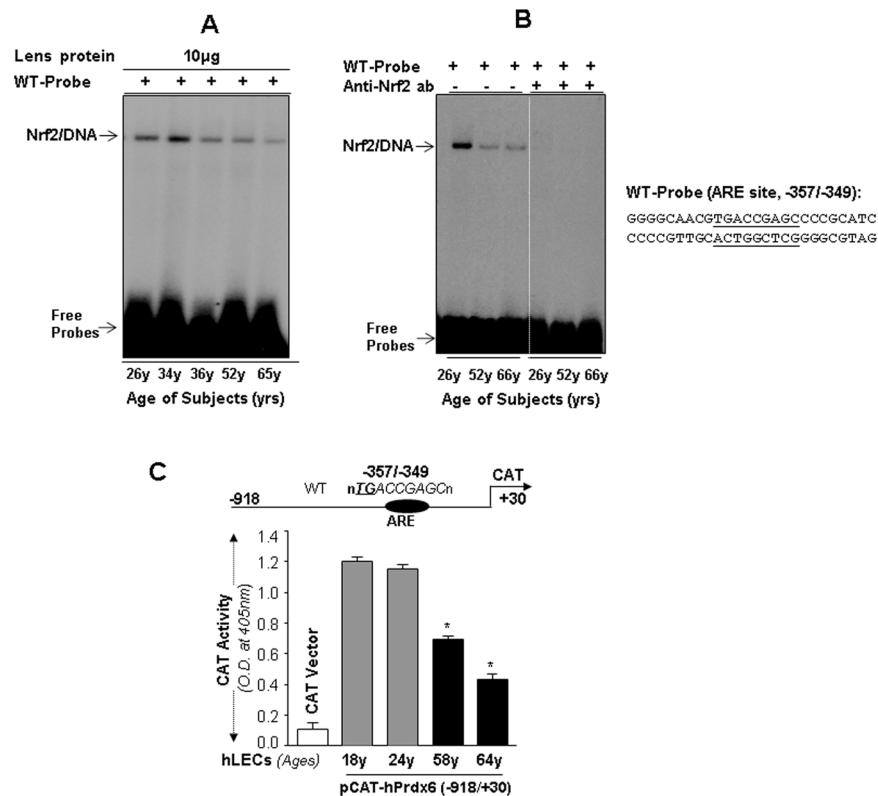 A
Lens protein 10µg
WT-Probe + + + + +
Nrf2/DNA
Free
Probes
26y 34y 36y 52y 65y
Age of Subjects (yrs)
B
WT-Probe + + + + + +
Anti-Nrf2 ab - - - + + +
Nrf2/DNA
Free
Probes
26y 52y 66y 26y 52y 66y
Age of Subjects (yrs)
WT-Probe (ARE site, -357/-349):
GGGGCAACGTGACCGAGCCCCGCATC
CCCCGTTGCACTGGCTCGGGGCGTAG
C
-357/-349
CAT
WT nTGACCGAGCn
-918
+30
ARE
CAT Activity
(O.D. at 405nm)
1.4
1.2
1.0
0.8
0.6
0.4
0.2
0.0
CAT Vector
*
*
hLECs (Ages) 18y 24y 58y 64y
pCAT-hPrdx6 (-918/+30)